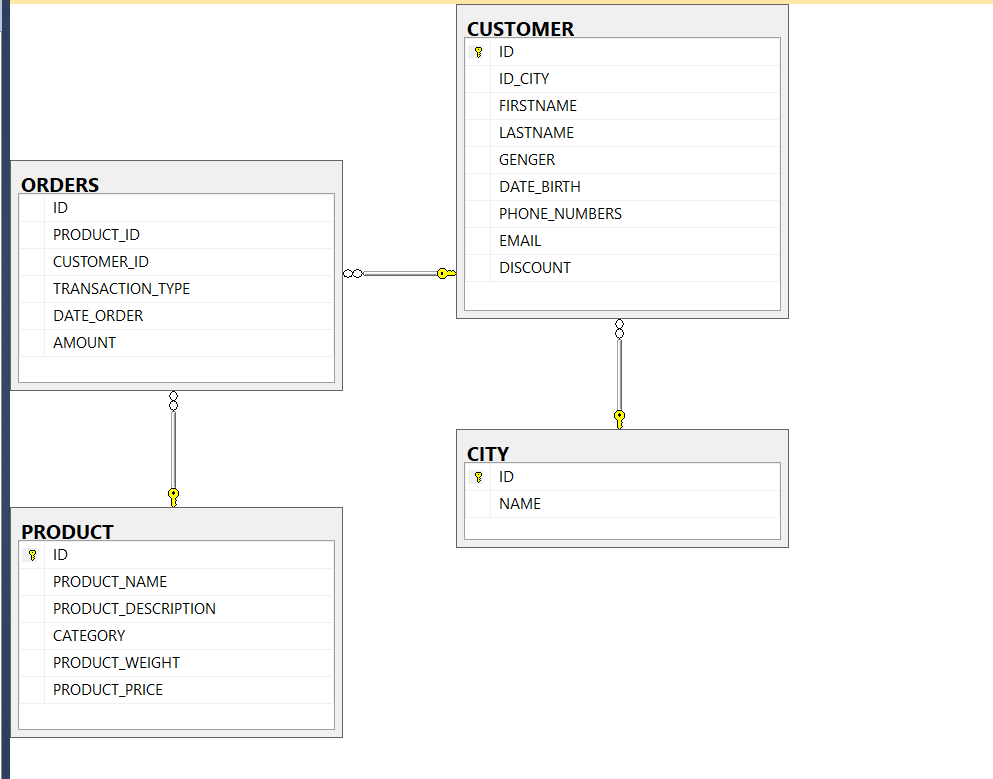 CUSTOMER
ID
ID_CITY
FIRSTNAME
LASTNAME
GENGER
DATE_BIRTH
PHONE_NUMBERS
EMAIL
DISCOUNT
ORDERS
ID
PRODUCT_ID
CUSTOMER_ID
TRANSACTION_TYPE
DATE_ORDER
AMOUNT
CITY
ID
NAME
PRODUCT
ID
PRODUCT_NAME
PRODUCT_DESCRIPTION
CATEGORY
PRODUCT_WEIGHT
PRODUCT_PRICE